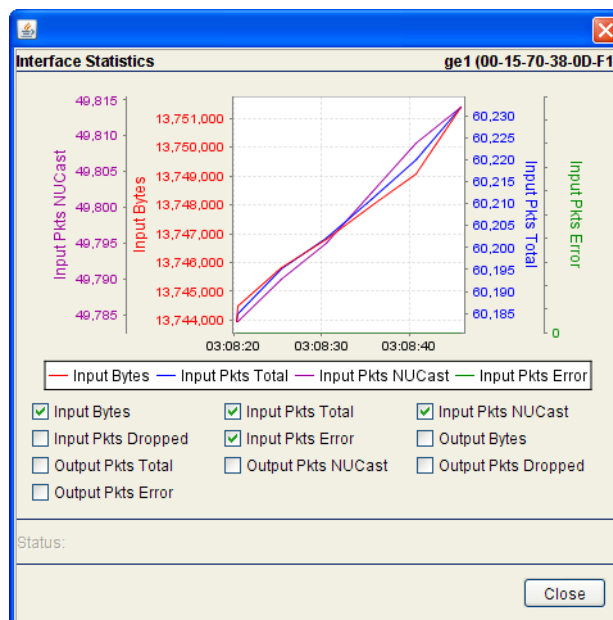 Interface Statistics ge1 (00-15-70-38-0D-F1
49,815
49,810
49,805
49,800
49,795
49,790
49,785
Input Pkts NUCast
13,751,000
13,750,000
13,749,000
13,748,000
13,747,000
13,746,000
13,745,000
13,744,000
Input Bytes
60,230
60,225
60,220
60,215
60,210
60,205
60,200
60,195
60,190
60,185
Input Pkts Total
Input Pkts Error
0
03:08:20 03:08:30 03:08:40
Input Bytes Input Pkts Total Input Pkts NUCast Input Pkts Error
Input Bytes Input Pkts Total Input Pkts NUCast
Input Pkts Dropped Input Pkts Error Output Bytes
Output Pkts Total Output Pkts NUCast Output Pkts Dropped
Output Pkts Error
Status:
Close